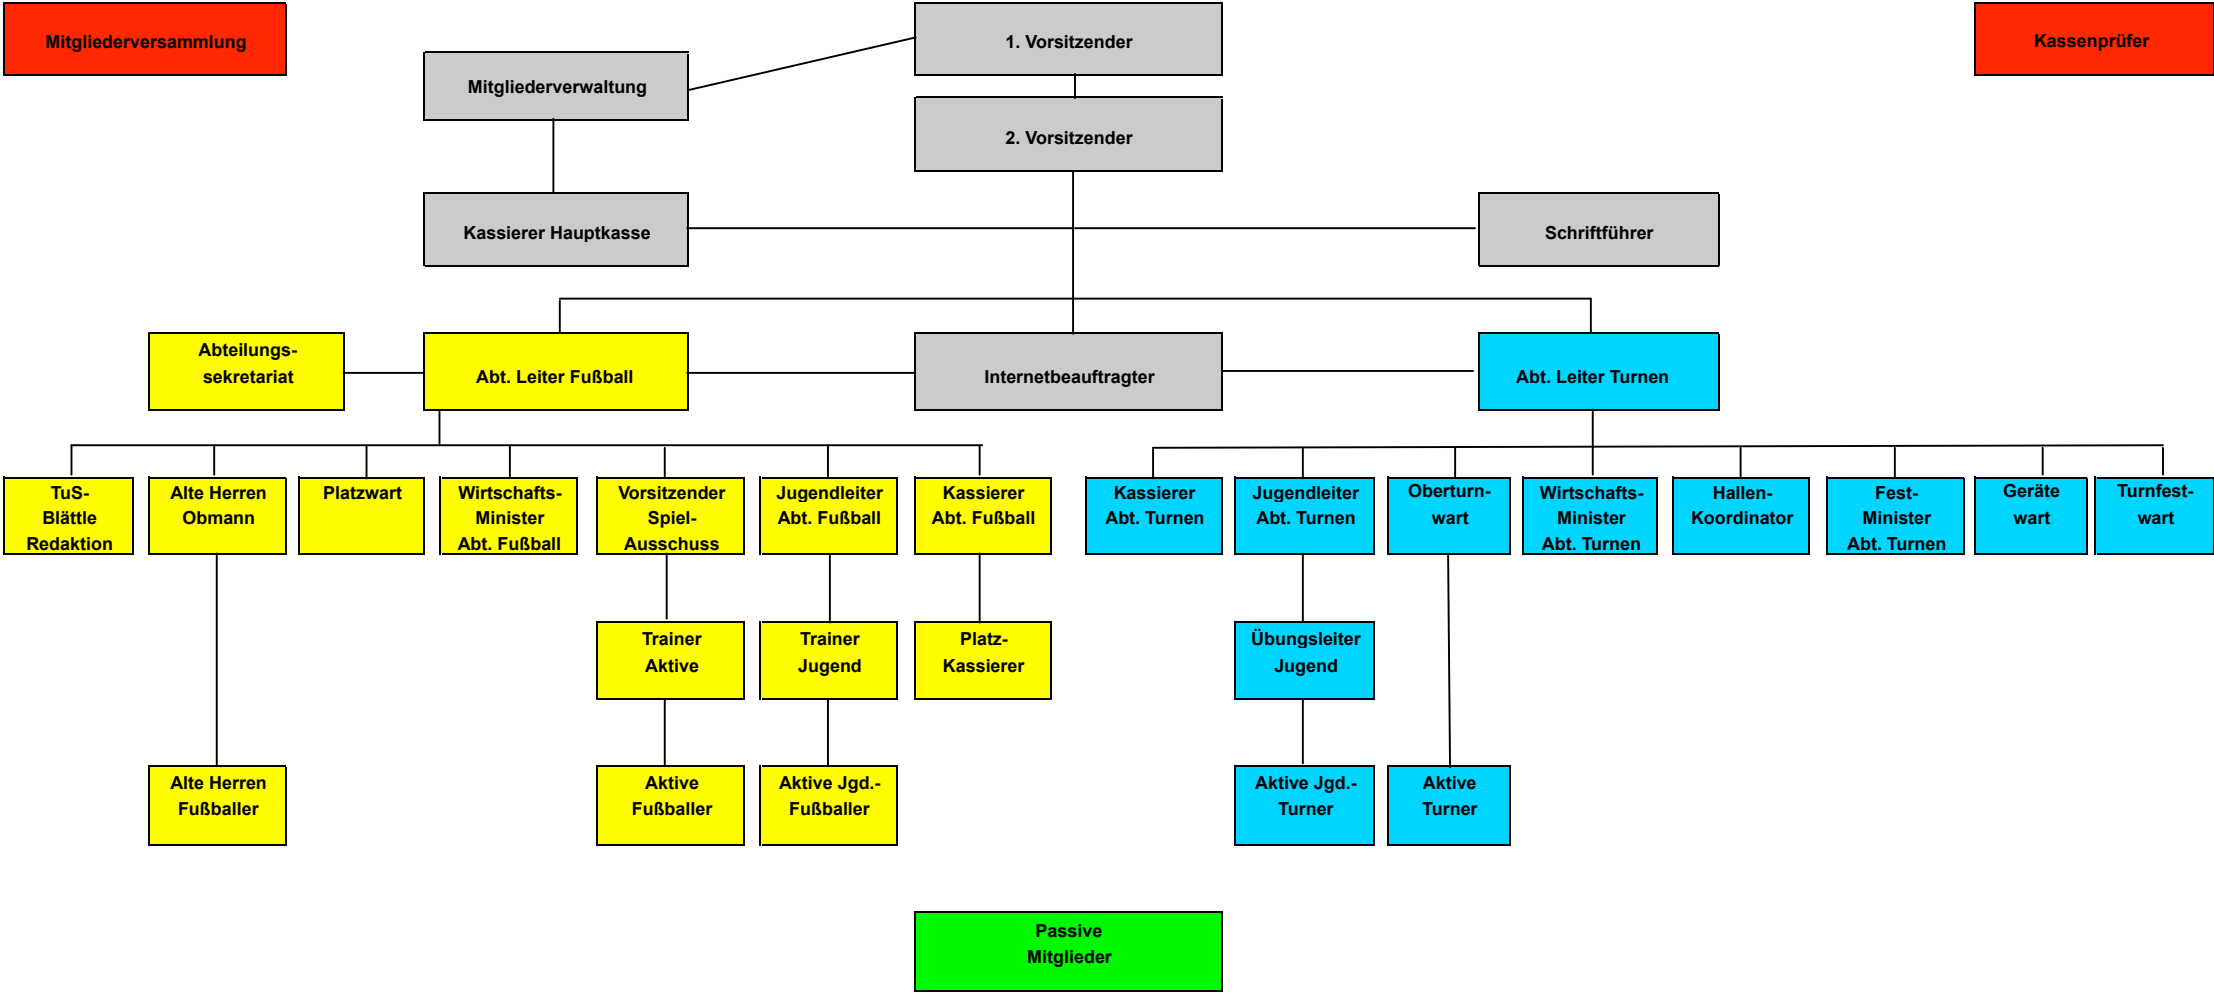 Mitgliederversammlung
1. Vorsitzender
Kassenprüfer
Mitgliederverwaltung
2. Vorsitzender
Kassierer Hauptkasse
Schriftführer
Abteilungs-
sekretariat
Abt. Leiter Fußball
Internetbeauftragter
Abt. Leiter Turnen
TuS-
Blättle
Redaktion
Alte Herren
Obmann
Platzwart
Wirtschafts-
Minister
Abt. Fußball
Vorsitzender
Spiel-
Ausschuss
Jugendleiter
Abt. Fußball
Kassierer
Abt. Fußball
Kassierer
Abt. Turnen
Jugendleiter
Abt. Turnen
Oberturn-
wart
Wirtschafts-
Minister
Abt. Turnen
Hallen-
Koordinator
Fest-
Minister
Abt. Turnen
Geräte
wart
Turnfest-
wart
Trainer
Aktive
Trainer
Jugend
Platz-
Kassierer
Übungsleiter
Jugend
Alte Herren
Fußballer
Aktive
Fußballer
Aktive Jgd.-
Fußballer
Aktive Jgd.-
Turner
Aktive
Turner
Passive
Mitglieder